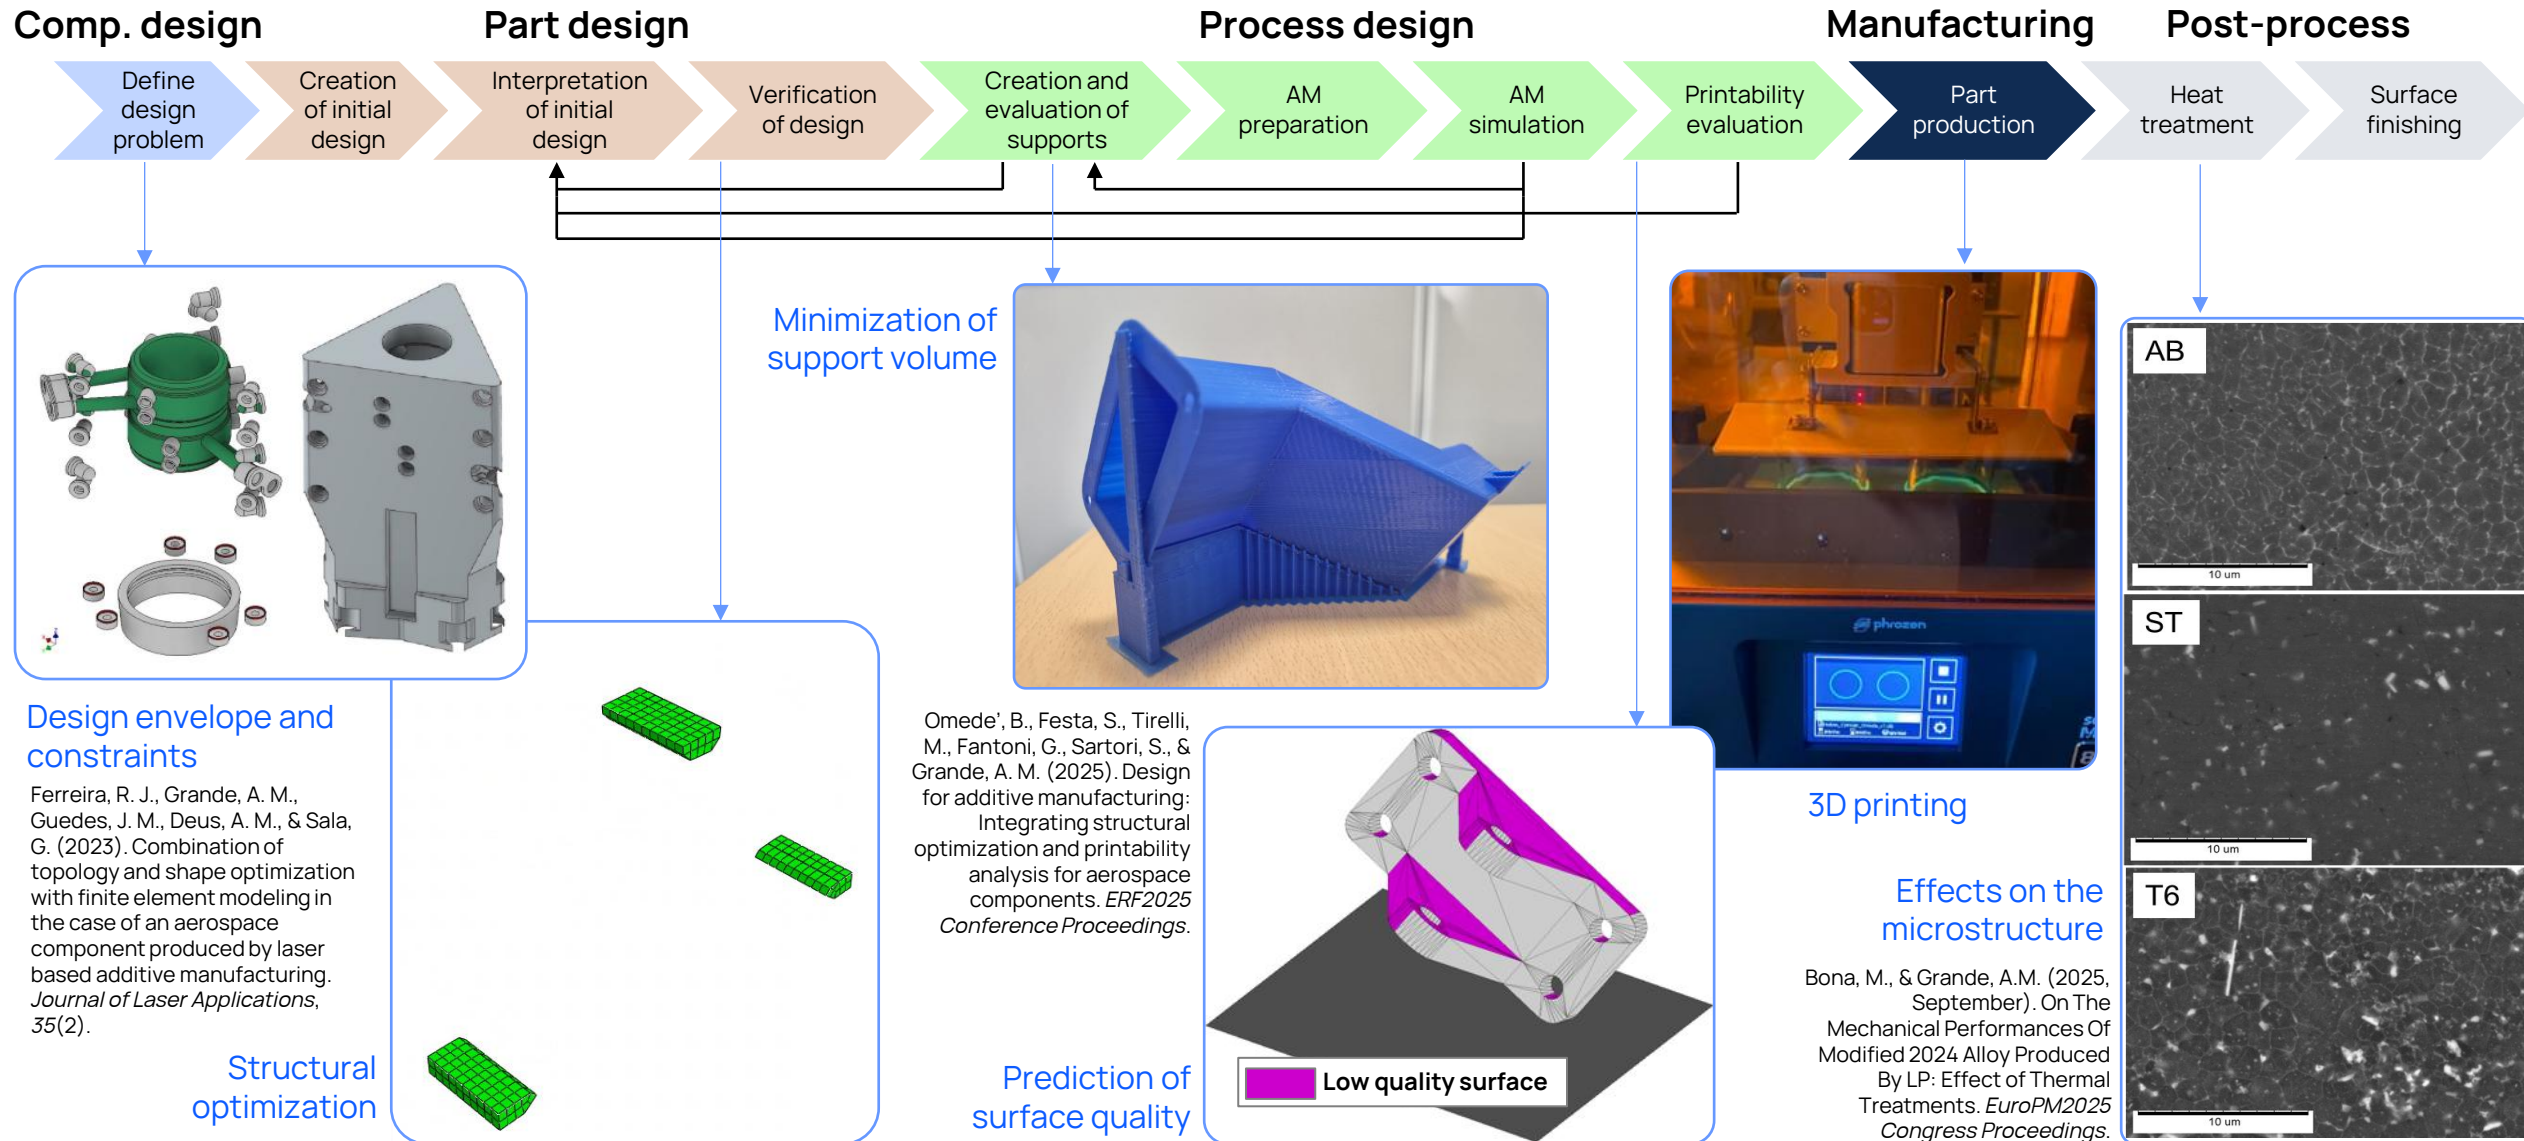 Comp. design
Part design
Process design
Manufacturing
Post-process
Define
design
problem
Creation
of initial
design
Interpretation
of initial
design
Verification
of design
Creation and
evaluation of
supports
AM
preparation
AM
simulation
Printability
evaluation
Part
production
Heat
treatment
Surface
finishing
Design envelope and
constraints
Ferreira, R. J., Grande, A. M.,
Guedes, J. M., Deus, A. M., & Sala,
G. (2023). Combination of
topology and shape optimization
with finite element modeling in
the case of an aerospace
component produced by laser
based additive manufacturing.
Journal of Laser Applications,
35(2).
Structural
optimization
Minimization of
support volume
Omede’, B., Festa, S., Tirelli,
M., Fantoni, G., Sartori, S., &
Grande, A. M. (2025). Design
for additive manufacturing:
Integrating structural
optimization and printability
analysis for aerospace
components. ERF2025
Conference Proceedings.
Prediction of
surface quality
Low quality surface
phrozen
3D printing
Effects on the
microstructure
Bona, M., & Grande, A.M. (2025,
September). On The
Mechanical Performances Of
Modified 2024 Alloy Produced
By LP: Effect of Thermal
Treatments. EuroPM2025
Congress Proceedings.
AB
10 um
ST
10 um
T6
10 um